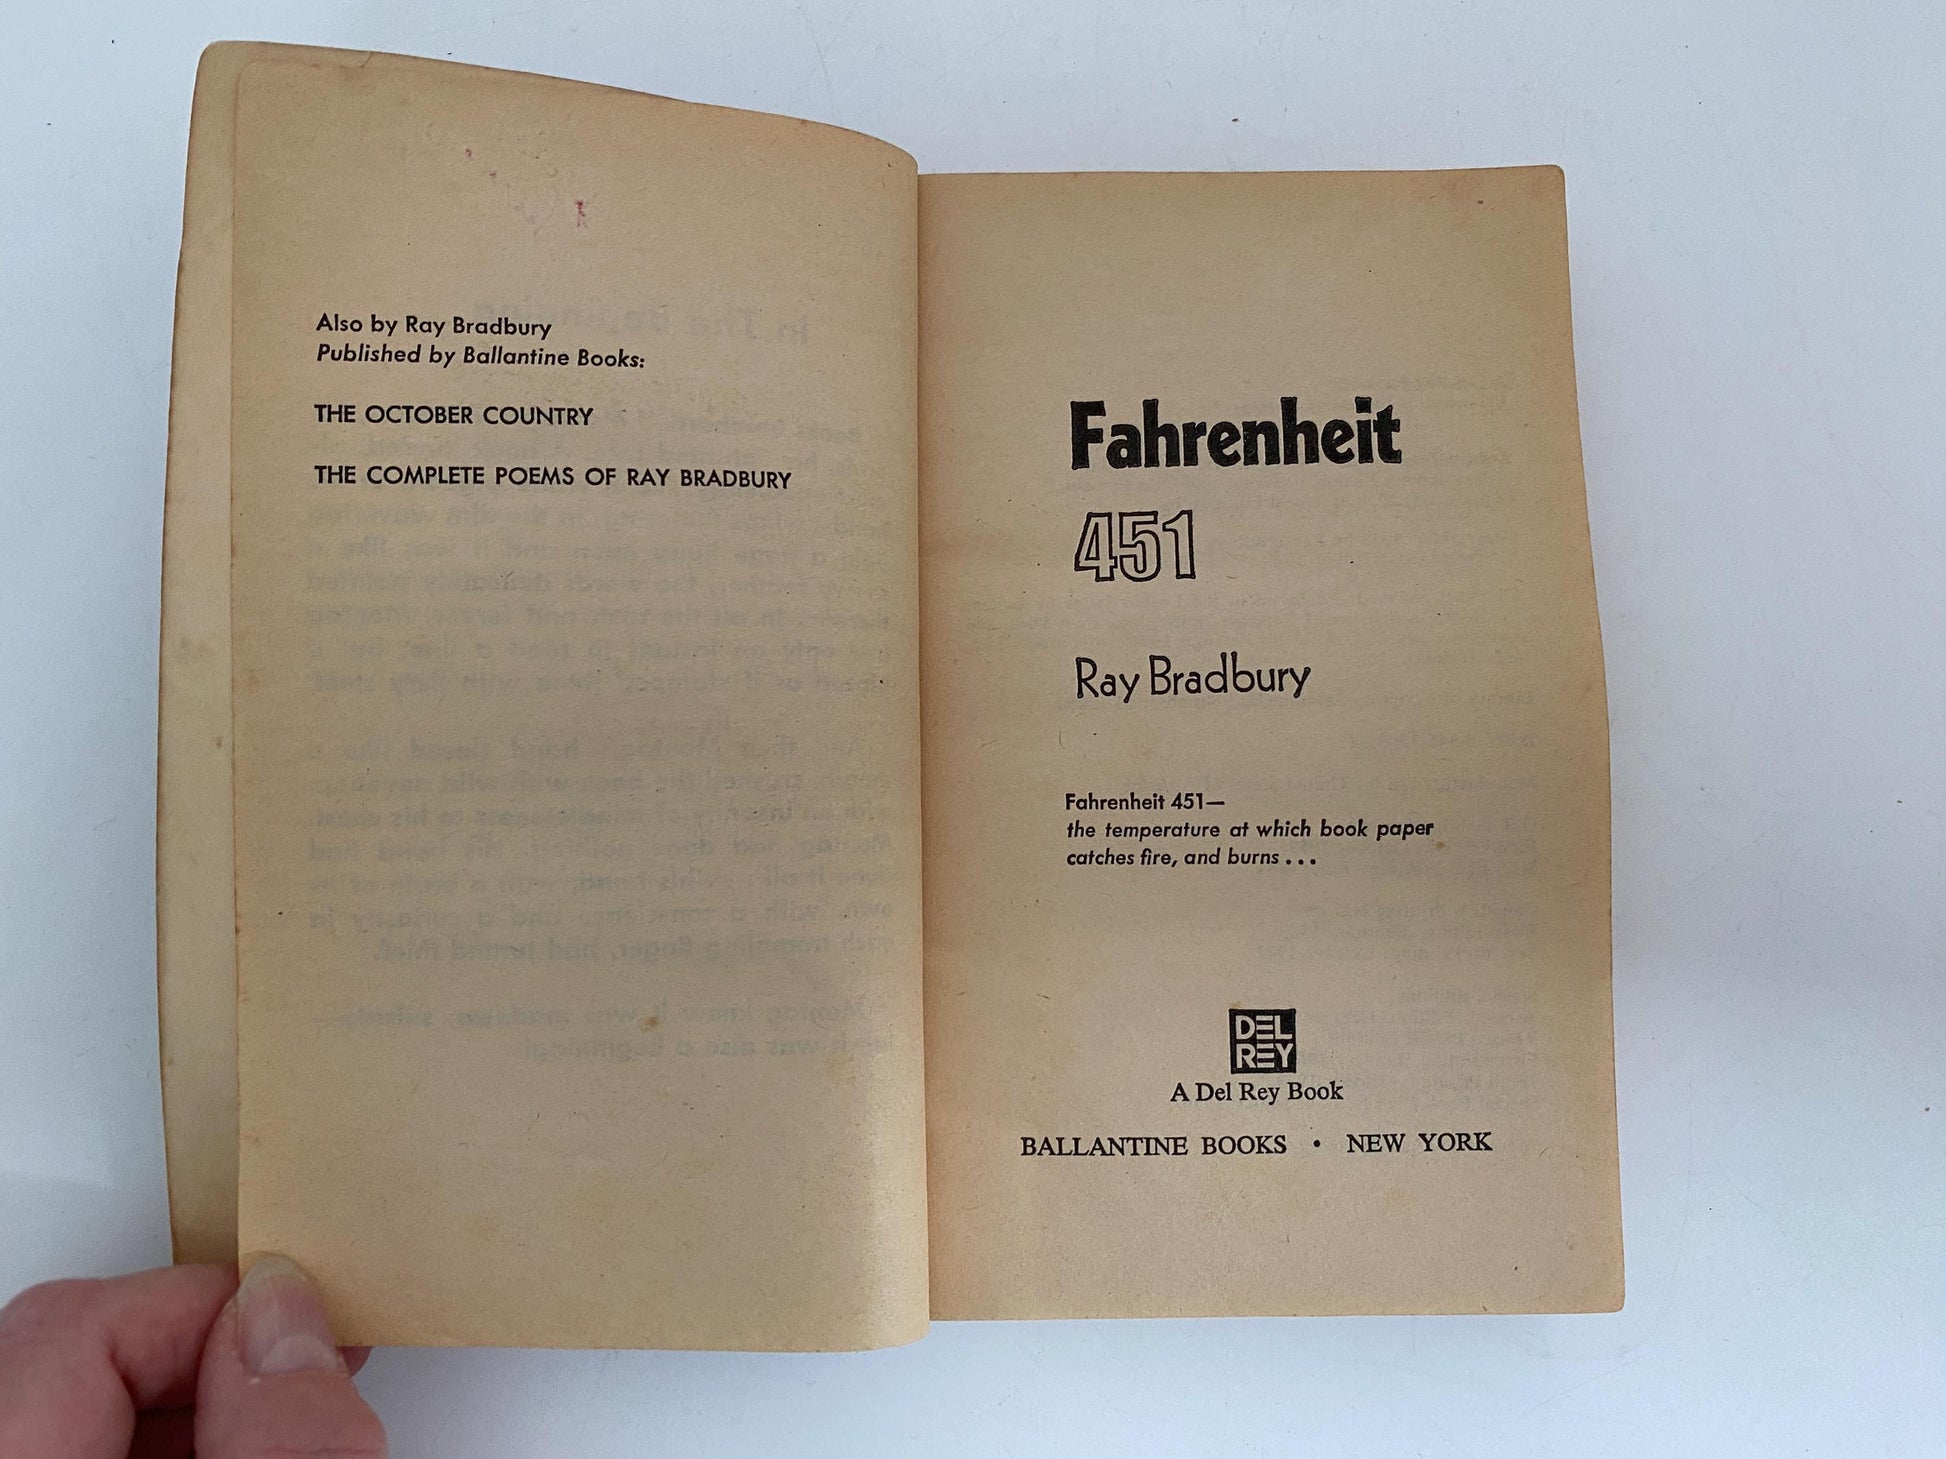 Also by Ray Bradbury
Published by Ballantine Books:
THE OCTOBER COUNTRY
THE COMPLETE POEMS OF RAY BRADBURY
Fahrenheit
451
Ray Bradbury
Fahrenheit 451—
the temperature at which book paper
catches fire, and burns . . .
DEL
REY
A Del Rey Book
BALLANTINE BOOKS • NEW YORK